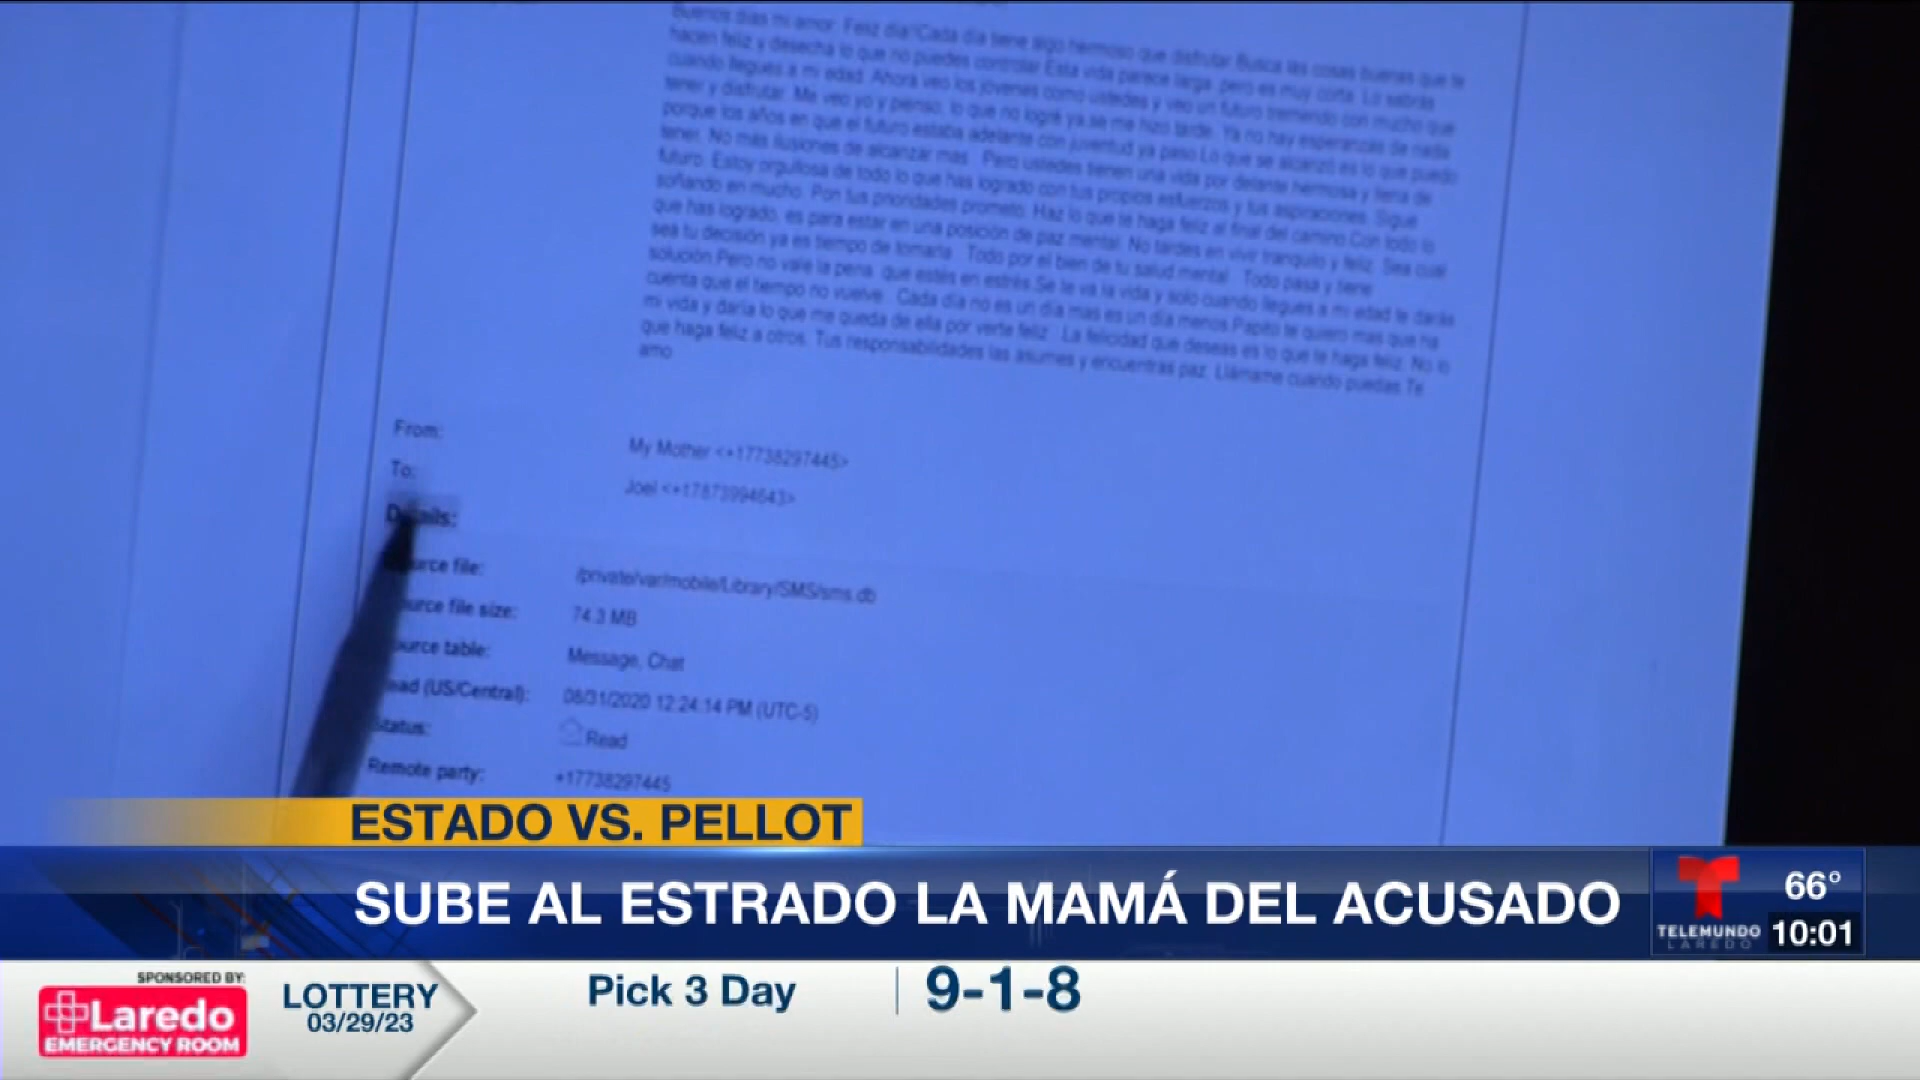 Buenos dias mi amor. Feliz día!Cada día tiene algo hermoso que disfrutar.Busca las cosas buenas que te
hacen feliz y desecha lo que no puedes controlar.Esta vida parece larga, pero es muy corta. Lo sabrás
cuando llegues a mi edad. Ahora veo los jovenes como ustedes y veo un futuro tremendo con mucho que
tener y disfrutar. Me veo yo y pienso, lo que no logré ya se me hizo tarde. Ya no hay esperanzas de nada
porque los años en que el futuro estaba adelante con juventud ya paso.Lo que se alcanzó es lo que puedo
tener. No más ilusiones de alcanzar mas. Pero ustedes tienen una vida por delante hermosa y llena de
futuro. Estoy orgullosa de todo lo que has logrado con tus propios esfuerzos y tus aspiraciones. Sigue
soñando en mucho. Pon tus prioridades prometo. Haz lo que te haga feliz al final del camino.Con todo lo
que has logrado, es para estar en una posición de paz mental. No tardes en vivir tranquilo y feliz. Sea cual
sea tu decisión ya es tiempo de tomarla. Todo por el bien de tu salud mental. Todo pasa y tiene
solución.Pero no vale la pena, que estés en estrés.Se le va la vida y solo cuando llegues a mi edad te darás
cuenta que el tiempo no vuelve. Cada día no es un día mas es un día menos.Papito te quiero mas que ha
mi vida y daría lo que me queda de ella por verte feliz. La felicidad que deseas es lo que te haga feliz. No lo
que haga feliz a otros. Tus responsabilidades las asumes y encuentras paz. Llámame cuando puedas.Te
amo
From: My Mother <+17738297445>
To: Joel <+17873994643>
Details:
Source file: /private/var/mobile/Library/SMS/sms.db
source file size: 74.3 MB
source table: Message, Chat
Read (US/Central): 08/31/2020 12:24:14 PM (UTC-5)
Status: Read
Remote party: +17738297445
ESTADO VS. PELLOT
SUBE AL ESTRADO LA MAMÁ DEL ACUSADO
66°
TELEMUNDO
LAREDO
10:01
SPONSORED BY:
Laredo
EMERGENCY ROOM
LOTTERY
03/29/23
Pick 3 Day
9-1-8